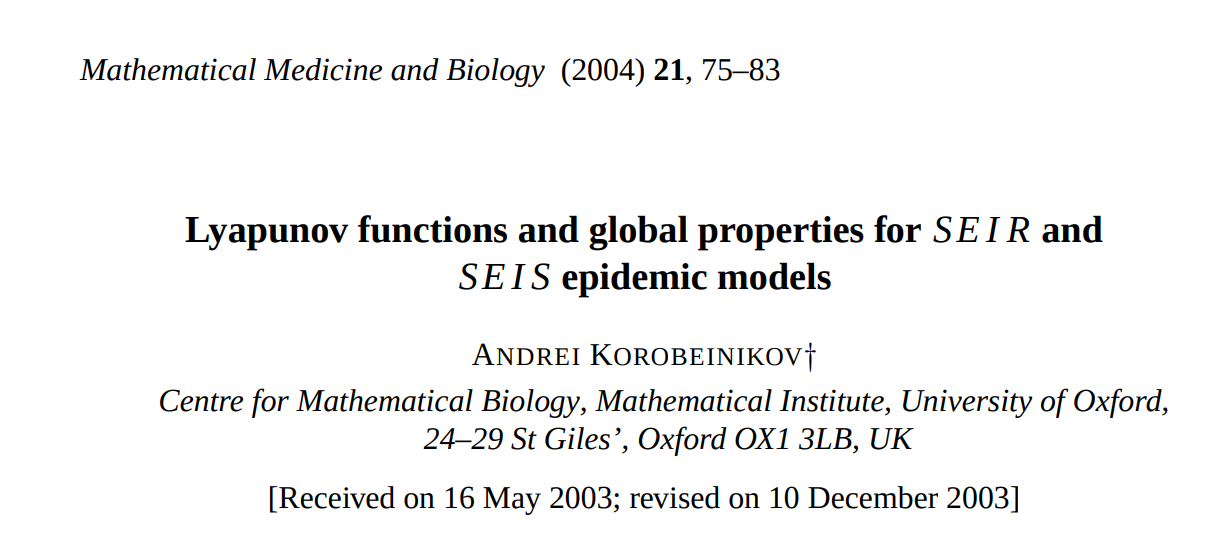 Mathematical Medicine and Biology (2004) 21, 75–83
Lyapunov functions and global properties for SEIR and
SEIS epidemic models
ANDREI KOROBEINIKOV†
Centre for Mathematical Biology, Mathematical Institute, University of Oxford,
24–29 St Giles’, Oxford OX1 3LB, UK
[Received on 16 May 2003; revised on 10 December 2003]